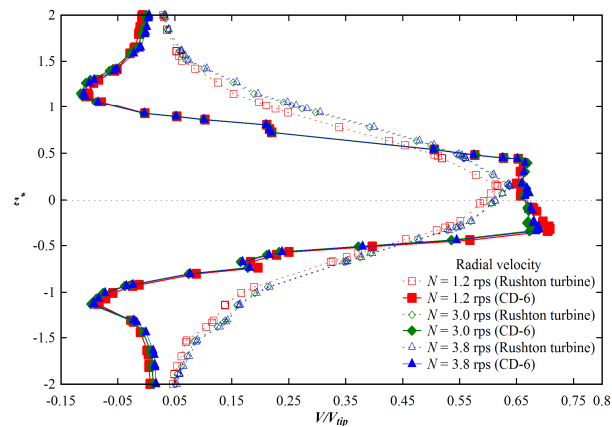 2
1.5
1
0.5
z*
0
-0.5
-1
-1.5
-2
Radial velocity
N = 1.2 rps (Rushton turbine)
N = 1.2 rps (CD-6)
N = 3.0 rps (Rushton turbine)
N = 3.0 rps (CD-6)
N = 3.8 rps (Rushton turbine)
N = 3.8 rps (CD-6)
-0.15 -0.05 0.05 0.15 0.25 0.35 0.45 0.55 0.65 0.75 0.8
V/Vtip